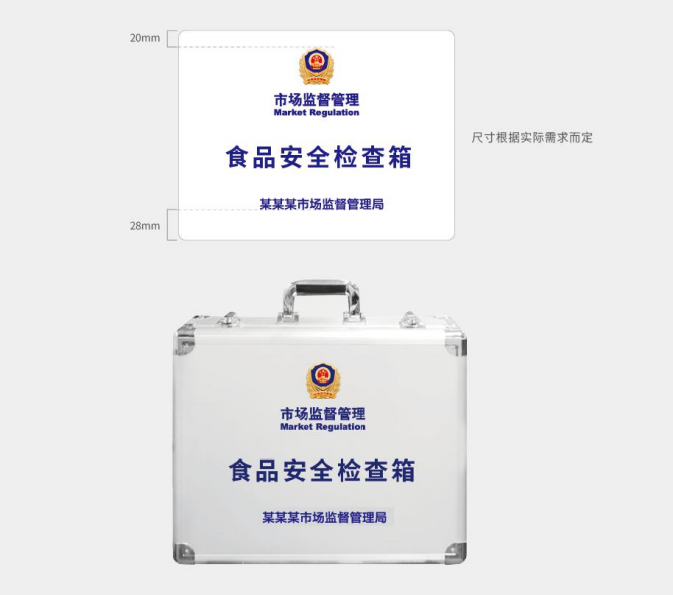 20mm
市场监督管理
Market Regulation
食品安全检查箱
尺寸根据实际需求而定
某某某市场监督管理局
28mm
市场监督管理
Market Regulation
食品安全检查箱
某某某市场监督管理局